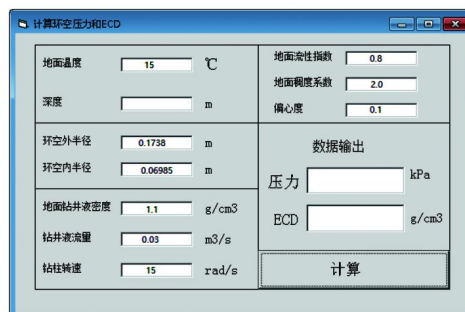 计算环空压力和ECD
地面温度 15 ℃
深度 m
环空外半径 0.1738 m
环空内半径 0.06985 m
地面钻井液密度 1.1 g/cm3
钻井液流量 0.03 m3/s
钻柱转速 15 rad/s
地面流性指数 0.8
地面稠度系数 2.0
偏心度 0.1
数据输出
压力 kPa
ECD g/cm3
计算